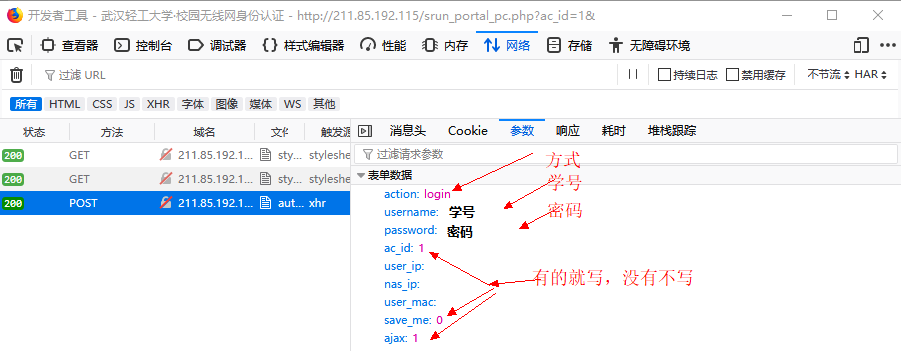 开发者工具 - 武汉轻工大学·校园无线网身份认证 - http://211.85.192.115/srun_portal_pc.php?ac_id=1&
查看器 控制台 调试器 样式编辑器 性能 内存 网络 存储 无障碍环境
过滤 URL 持续日志 禁用缓存 不节流 HAR
所有 HTML CSS JS XHR 字体 图像 媒体 WS 其他
状态 方法 域名 文件 触发源 消息头 Cookie 参数 响应 耗时 堆栈跟踪
200 GET 211.85.192.1... sty... styleshe
200 GET 211.85.192.1... sty... styleshe
200 POST 211.85.192.1... aut... xhr
过滤请求参数
表单数据
action: login
username: 学号
password: 密码
ac_id: 1
user_ip:
nas_ip:
user_mac:
save_me: 0
ajax: 1
方式
学号
密码
有的就写，没有不写